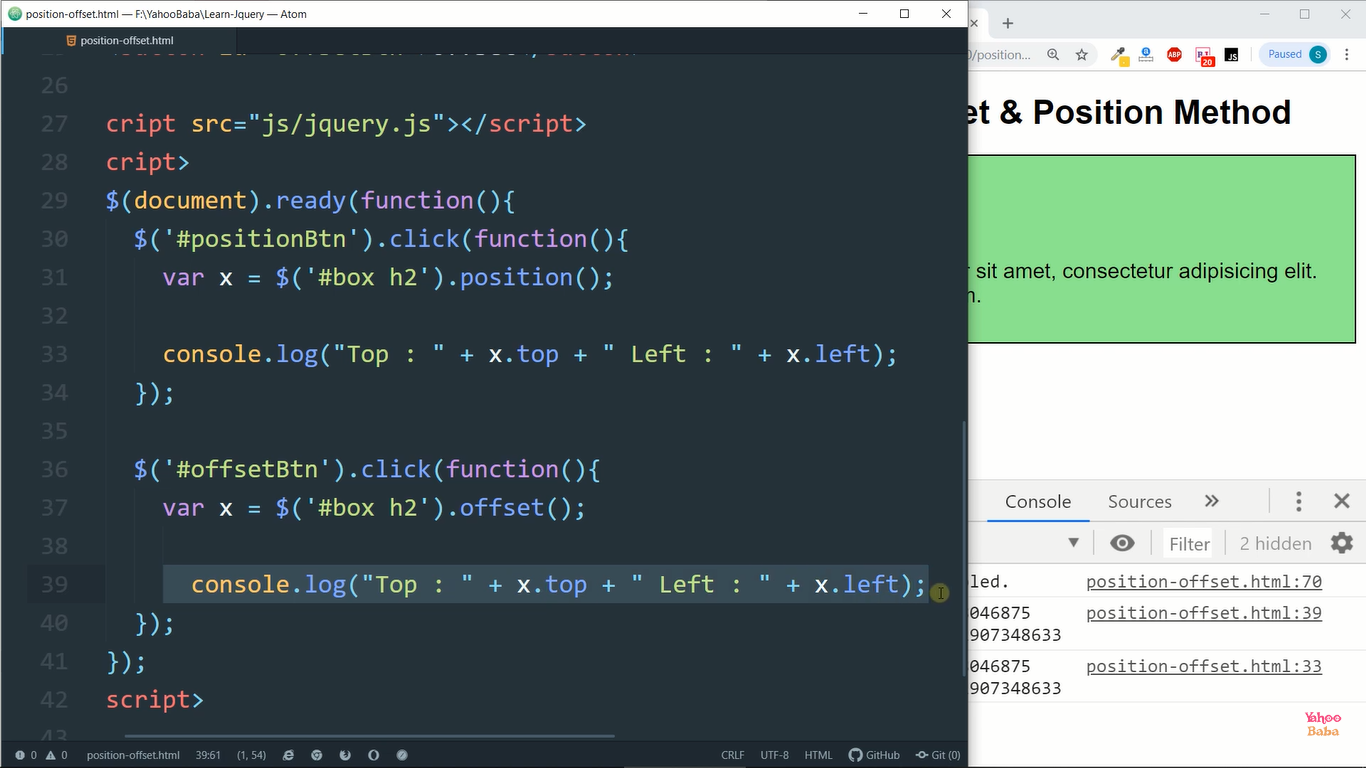 position-offset.html — F:\YahooBaba\Learn-Jquery — Atom
position-offset.html
26
27 cript src="js/jquery.js"></script>
28 cript>
29 $(document).ready(function(){
30 $('#positionBtn').click(function(){
31 var x = $('#box h2').position();
32
33 console.log("Top : " + x.top + " Left : " + x.left);
34 });
35
36 $('#offsetBtn').click(function(){
37 var x = $('#box h2').offset();
38
39 console.log("Top : " + x.top + " Left : " + x.left);
40 });
41 });
42 script>
43
0 0 position-offset.html 39:61 (1, 54) CRLF UTF-8 HTML GitHub Git (0)
0/position... ABP 20 JS Paused S
et & Position Method
r sit amet, consectetur adipisicing elit.
n.
Console Sources
Filter 2 hidden
led. position-offset.html:70
046875 position-offset.html:39
907348633
046875 position-offset.html:33
907348633
Yahoo
Baba